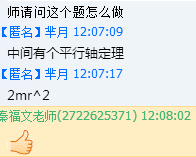 师请问这个题怎么做
【匿名】芈月 12:07:09
中间有个平行轴定理
【匿名】芈月 12:07:17
2mr^2
秦福文老师(2722625371) 12:08:02